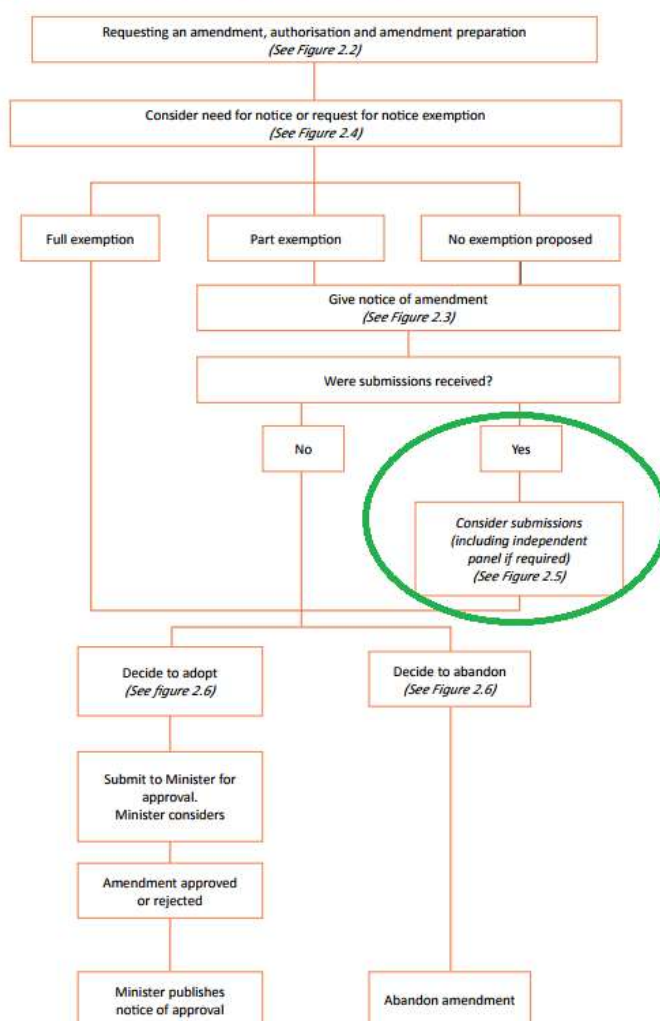 Requesting an amendment, authorisation and amendment preparation
(See Figure 2.2)
Consider need for notice or request for notice exemption
(See Figure 2.4)
Full exemption
Part exemption
No exemption proposed
Give notice of amendment
(See Figure 2.3)
Were submissions received?
No
Yes
Consider submissions
(including independent
panel if required)
(See Figure 2.5)
Decide to adopt
(See figure 2.6)
Decide to abandon
(See Figure 2.6)
Submit to Minister for
approval.
Minister considers
Amendment approved
or rejected
Minister publishes
notice of approval
Abandon amendment